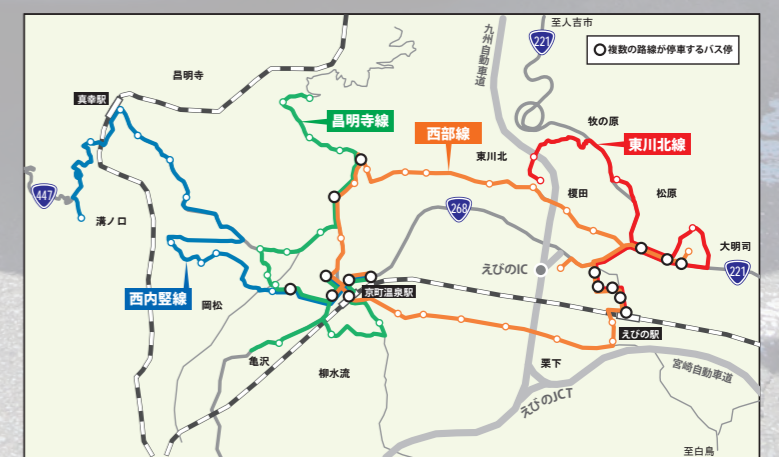 至人吉市
221
九州自動車道
複数の路線が停車するバス停
昌明寺
真幸駅
昌明寺線
西部線
牧の原
東川北線
東川北
447
榎田
松原
268
溝ノ口
大明司
えびのIC
221
西内竪線
京町温泉駅
岡松
えびの駅
亀沢
柳水流
栗下
宮崎自動車道
えびのJCT
至白鳥